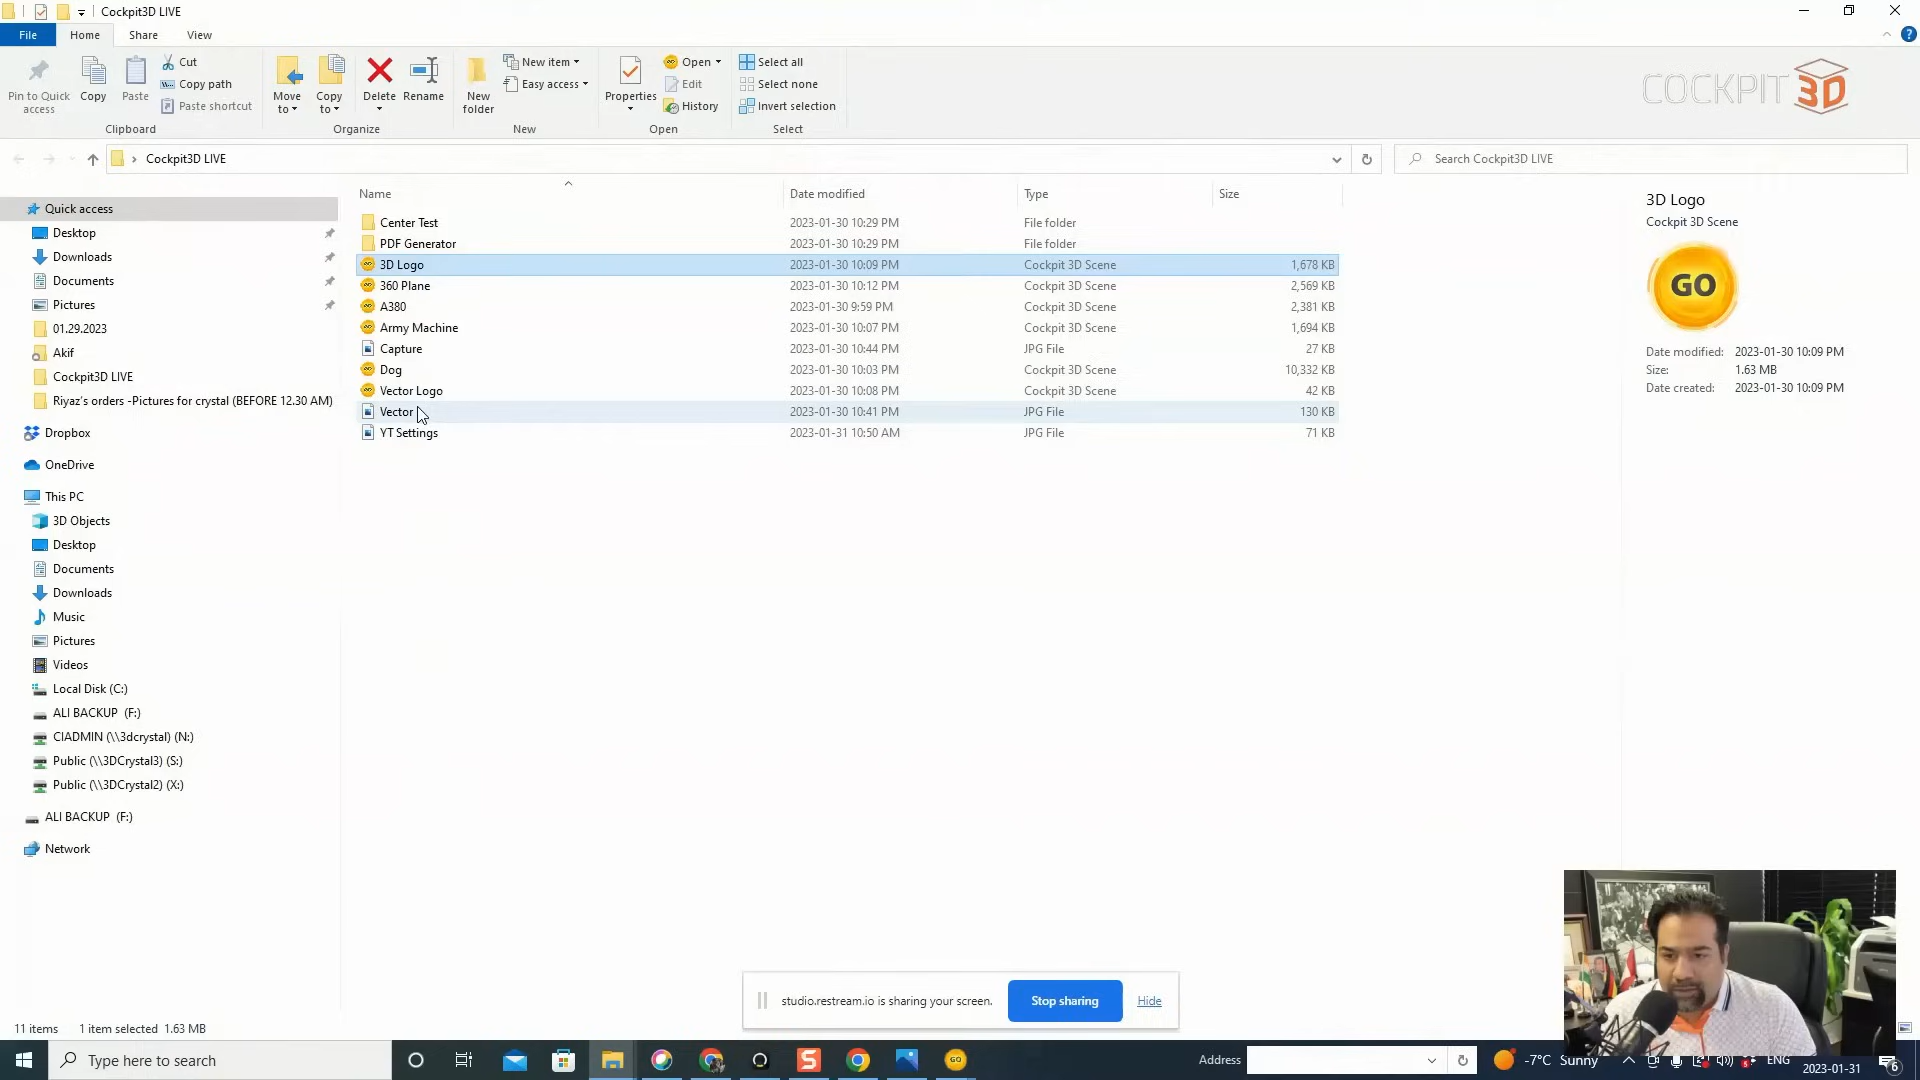 Cockpit3D LIVE
File Home Share View
Pin to Quick access
Copy
Paste
Cut
Copy path
Paste shortcut
Clipboard
Move to
Copy to
Delete
Rename
Organize
New folder
New item
Easy access
New
Properties
Open
Edit
History
Open
Select all
Select none
Invert selection
Select
COCKPIT 3D
Cockpit3D LIVE
Search Cockpit3D LIVE
Quick access
Desktop
Downloads
Documents
Pictures
01.29.2023
Akif
Cockpit3D LIVE
Riyaz's orders -Pictures for crystal (BEFORE 12.30 AM)
Dropbox
OneDrive
This PC
3D Objects
Desktop
Documents
Downloads
Music
Pictures
Videos
Local Disk (C:)
ALI BACKUP (F:)
CIADMIN (\\3dcrystal) (N:)
Public (\\3DCrystal3) (S:)
Public (\\3DCrystal2) (X:)
ALI BACKUP (F:)
Network
Name Date modified Type Size
Center Test 2023-01-30 10:29 PM File folder
PDF Generator 2023-01-30 10:29 PM File folder
3D Logo 2023-01-30 10:09 PM Cockpit 3D Scene 1,678 KB
360 Plane 2023-01-30 10:12 PM Cockpit 3D Scene 2,569 KB
A380 2023-01-30 9:59 PM Cockpit 3D Scene 2,381 KB
Army Machine 2023-01-30 10:07 PM Cockpit 3D Scene 1,694 KB
Capture 2023-01-30 10:44 PM JPG File 27 KB
Dog 2023-01-30 10:03 PM Cockpit 3D Scene 10,332 KB
Vector Logo 2023-01-30 10:08 PM Cockpit 3D Scene 42 KB
Vector 2023-01-30 10:41 PM JPG File 130 KB
YT Settings 2023-01-31 10:50 AM JPG File 71 KB
3D Logo
Cockpit 3D Scene
GO
Date modified: 2023-01-30 10:09 PM
Size: 1.63 MB
Date created: 2023-01-30 10:09 PM
studio.restream.io is sharing your screen. Stop sharing Hide
11 items 1 item selected 1.63 MB
Type here to search
GO
Address
-7°C Sunny
ENG
2023-01-31
6